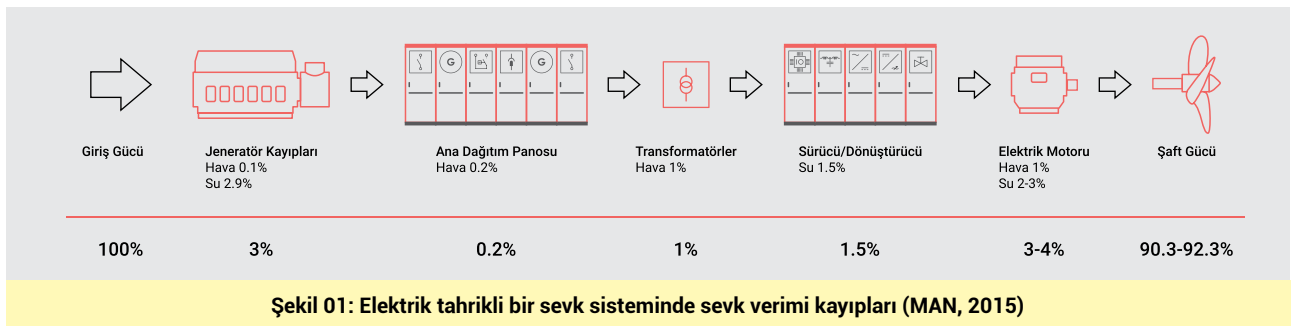 G
G
Giriş Gücü
Jeneratör Kayıpları
Hava 0.1%
Su 2.9%
Ana Dağıtım Panosu
Hava 0.2%
Transformatörler
Hava 1%
Sürücü/Dönüştürücü
Su 1.5%
Elektrik Motoru
Hava 1%
Su 2-3%
Şaft Gücü
100%
3%
0.2%
1%
1.5%
3-4%
90.3-92.3%
Şekil 01: Elektrik tahrikli bir sevk sisteminde sevk verimi kayıpları (MAN, 2015)